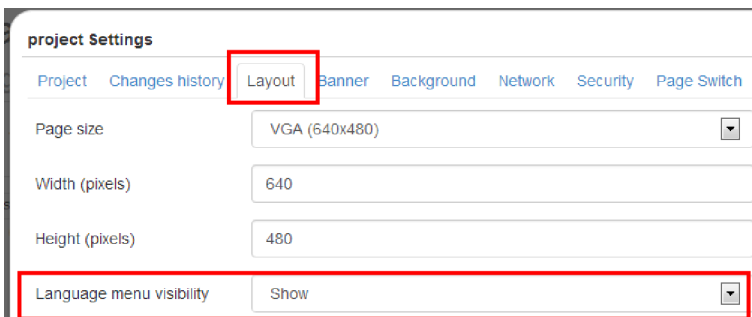 project Settings
Project Changes history Layout Banner Background Network Security Page Switch
Page size VGA (640x480)
Width (pixels) 640
Height (pixels) 480
Language menu visibility Show